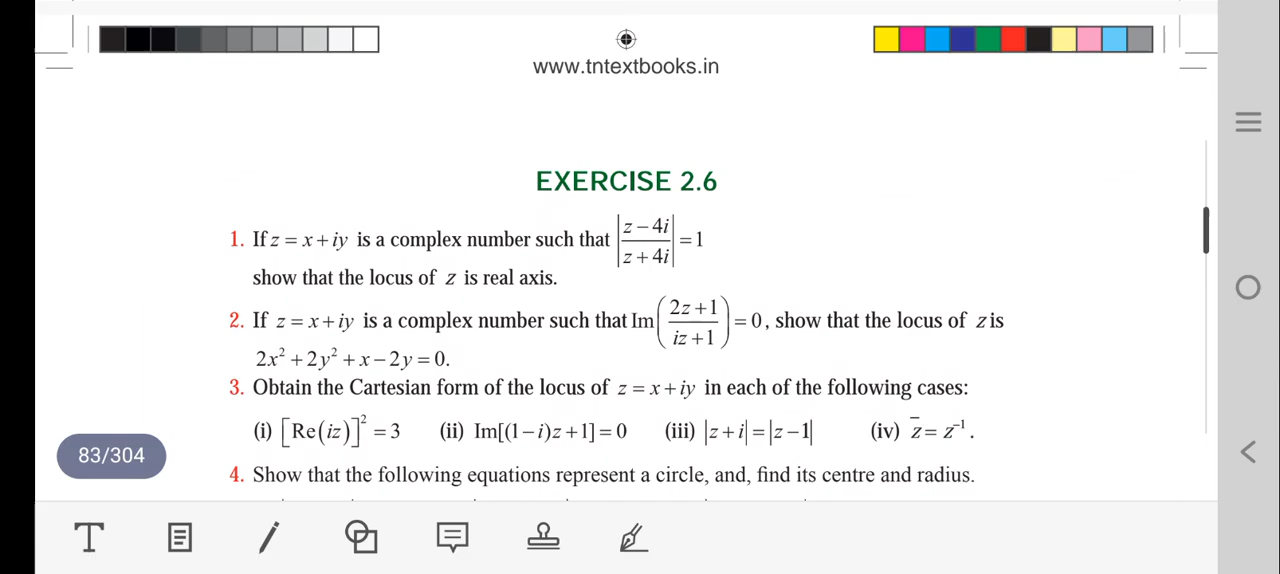 www.tntextbooks.in
EXERCISE 2.6
1. If z = x + iy is a complex number such that |(z − 4i)/(z + 4i)| = 1
show that the locus of z is real axis.
2. If z = x + iy is a complex number such that Im((2z + 1)/(iz + 1)) = 0, show that the locus of z is
2x² + 2y² + x − 2y = 0.
3. Obtain the Cartesian form of the locus of z = x + iy in each of the following cases:
(i) [Re(iz)]² = 3 (ii) Im[(1 − i)z + 1] = 0 (iii) |z + i| = |z − 1| (iv) z̅ = z⁻¹.
83/304
4. Show that the following equations represent a circle, and, find its centre and radius.
T